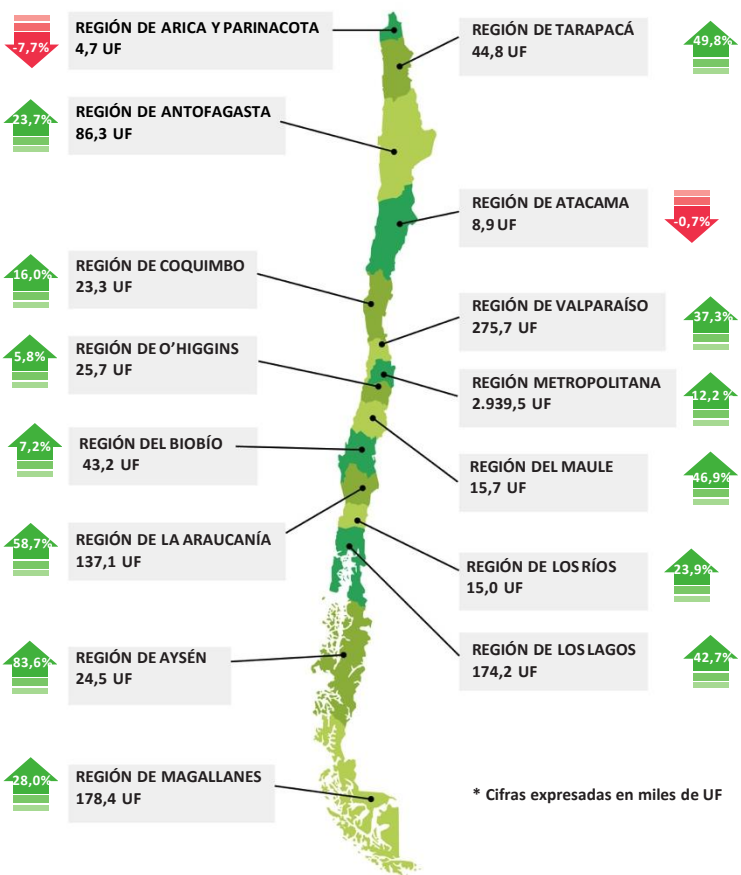 -7,7%
REGIÓN DE ARICA Y PARINACOTA
4,7 UF
REGIÓN DE TARAPACÁ
44,8 UF
49,8%
23,7%
REGIÓN DE ANTOFAGASTA
86,3 UF
REGIÓN DE ATACAMA
8,9 UF
-0,7%
16,0%
REGIÓN DE COQUIMBO
23,3 UF
REGIÓN DE VALPARAÍSO
275,7 UF
37,3%
5,8%
REGIÓN DE O’HIGGINS
25,7 UF
REGIÓN METROPOLITANA
2.939,5 UF
12,2 %
7,2%
REGIÓN DEL BIOBÍO
43,2 UF
REGIÓN DEL MAULE
15,7 UF
46,9%
58,7%
REGIÓN DE LA ARAUCANÍA
137,1 UF
REGIÓN DE LOS RÍOS
15,0 UF
23,9%
83,6%
REGIÓN DE AYSÉN
24,5 UF
REGIÓN DE LOS LAGOS
174,2 UF
42,7%
28,0%
REGIÓN DE MAGALLANES
178,4 UF
* Cifras expresadas en miles de UF